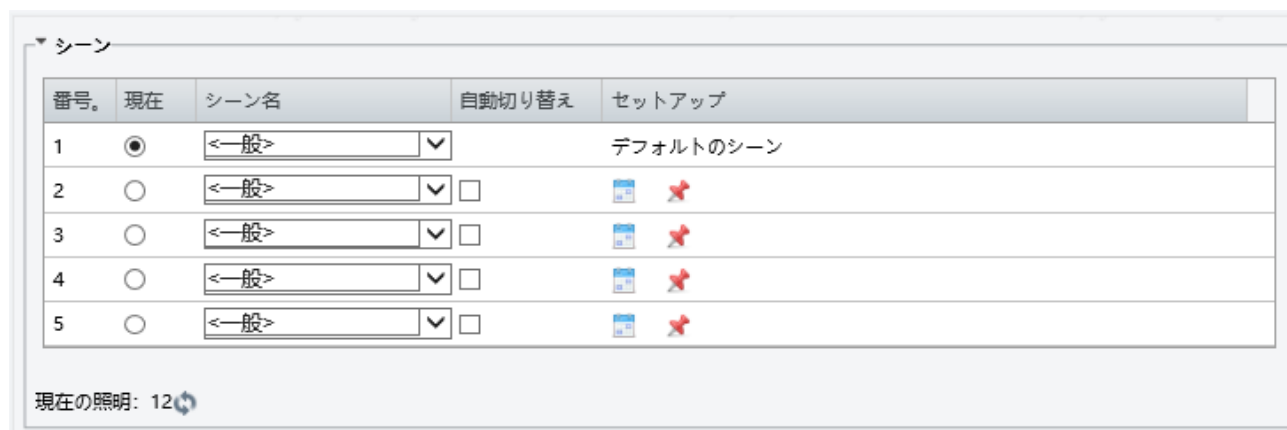 シーン
番号。 現在 シーン名 自動切り替え セットアップ
1 <一般> デフォルトのシーン
2 <一般>
3 <一般>
4 <一般>
5 <一般>
現在の照明: 12